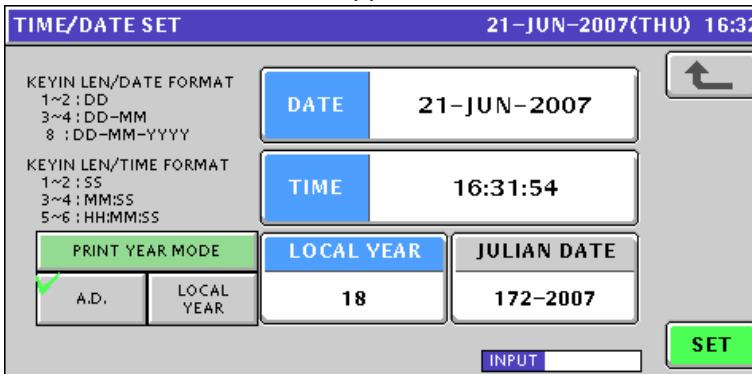 TIME/DATE SET 21-JUN-2007(THU) 16:32
KEYIN LEN/DATE FORMAT
1~2 : DD
3~4 : DD-MM
8 : DD-MM-YYYY
DATE 21-JUN-2007
KEYIN LEN/TIME FORMAT
1~2 : SS
3~4 : MM:SS
5~6 : HH:MM:SS
TIME 16:31:54
PRINT YEAR MODE
A.D. LOCAL YEAR
LOCAL YEAR
18
JULIAN DATE
172-2007
INPUT
SET